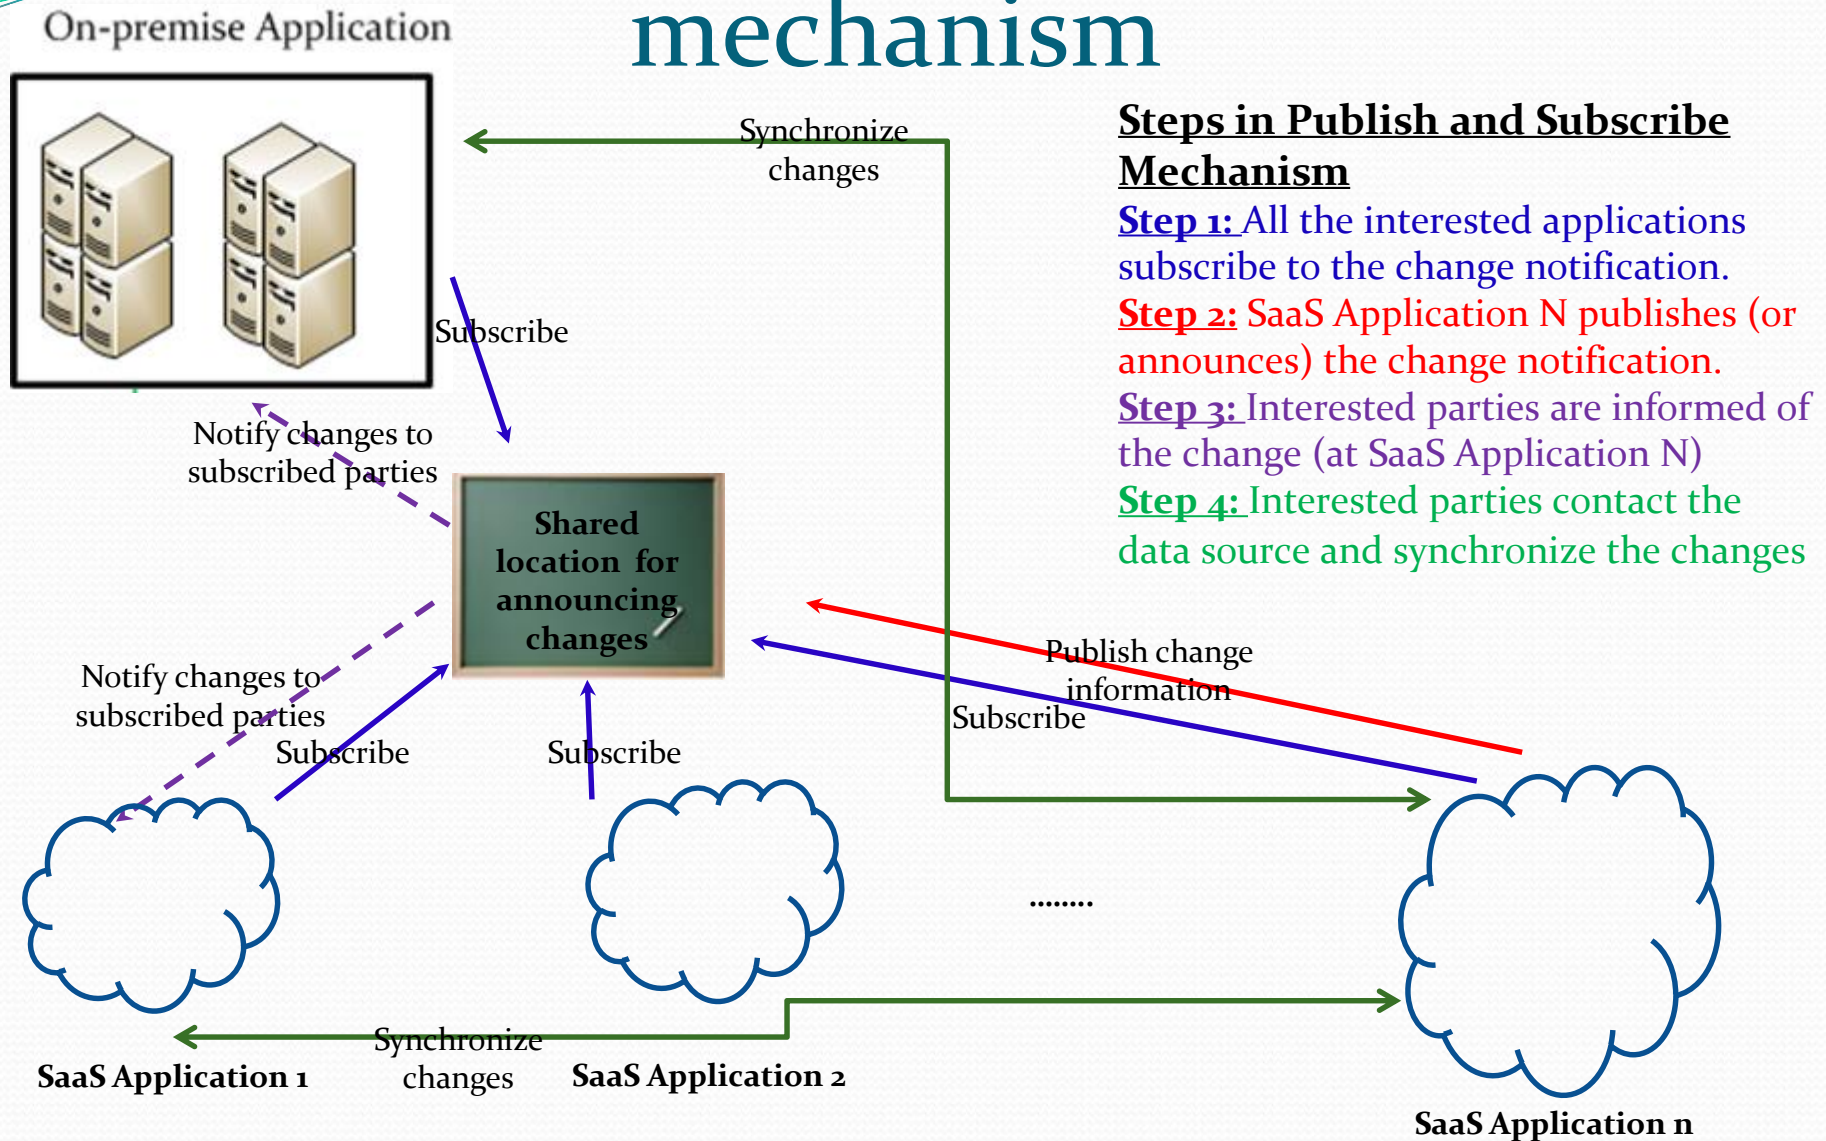 mechanism
On-premise Application
Synchronize
changes
Steps in Publish and Subscribe
Mechanism
Step 1: All the interested applications
subscribe to the change notification.
Step 2: SaaS Application N publishes (or
announces) the change notification.
Step 3: Interested parties are informed of
the change (at SaaS Application N)
Step 4: Interested parties contact the
data source and synchronize the changes
Subscribe
Notify changes to
subscribed parties
Shared
location for
announcing
changes
Publish change
information
Subscribe
Notify changes to
subscribed parties
Subscribe
Subscribe
........
Synchronize
changes
SaaS Application 1
SaaS Application 2
SaaS Application n